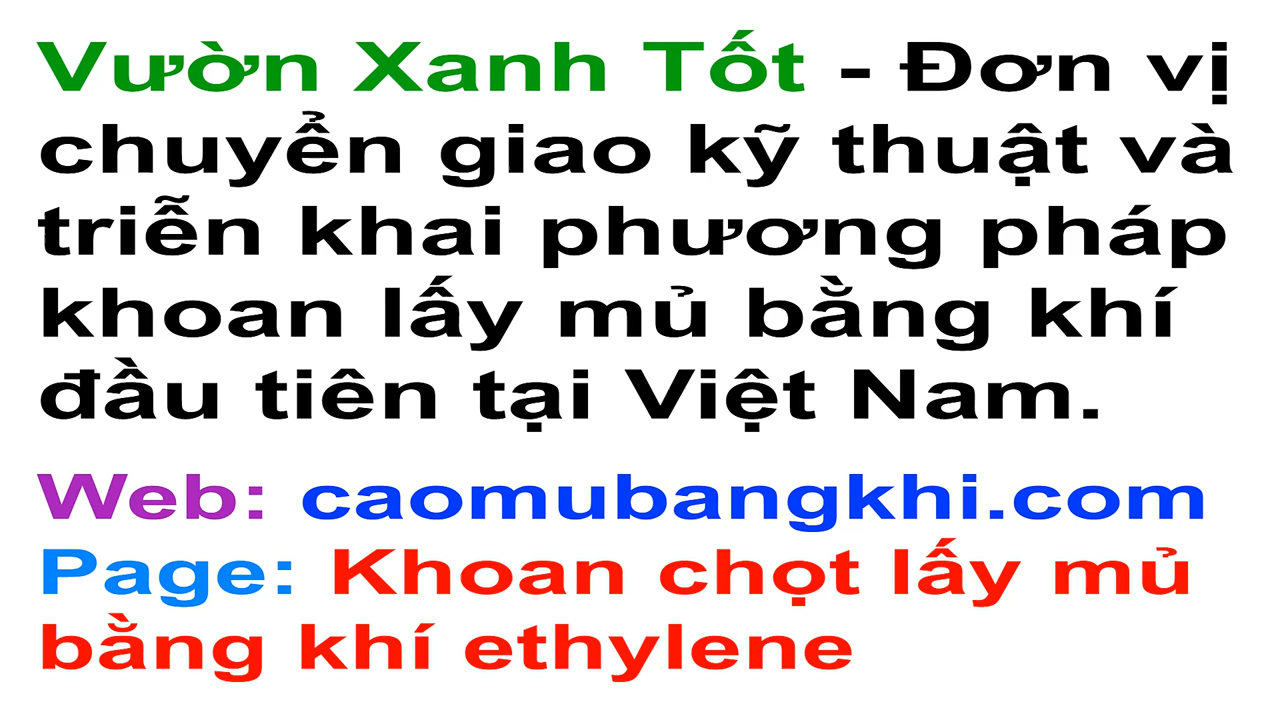 Vườn Xanh Tốt - Đơn vị
chuyển giao kỹ thuật và
triễn khai phương pháp
khoan lấy mủ bằng khí
đầu tiên tại Việt Nam.
Web: caomubangkhi.com
Page: Khoan chọt lấy mủ
bằng khí ethylene